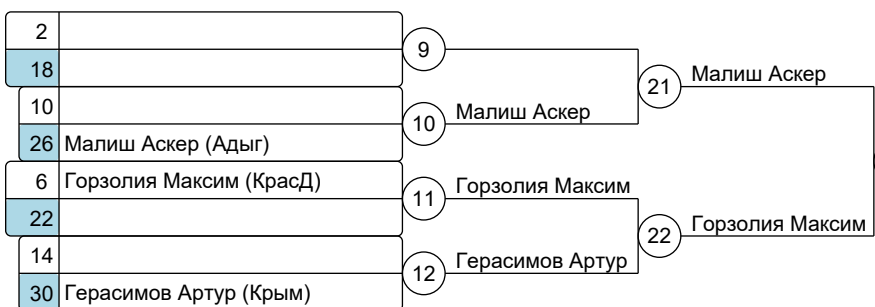 2
18
9
10
26 Малиш Аскер (Адыг)
10
Малиш Аскер
21
Малиш Аскер
6 Горзолия Максим (КрасД)
22
11
Горзолия Максим
14
30 Герасимов Артур (Крым)
12
Герасимов Артур
22
Горзолия Максим